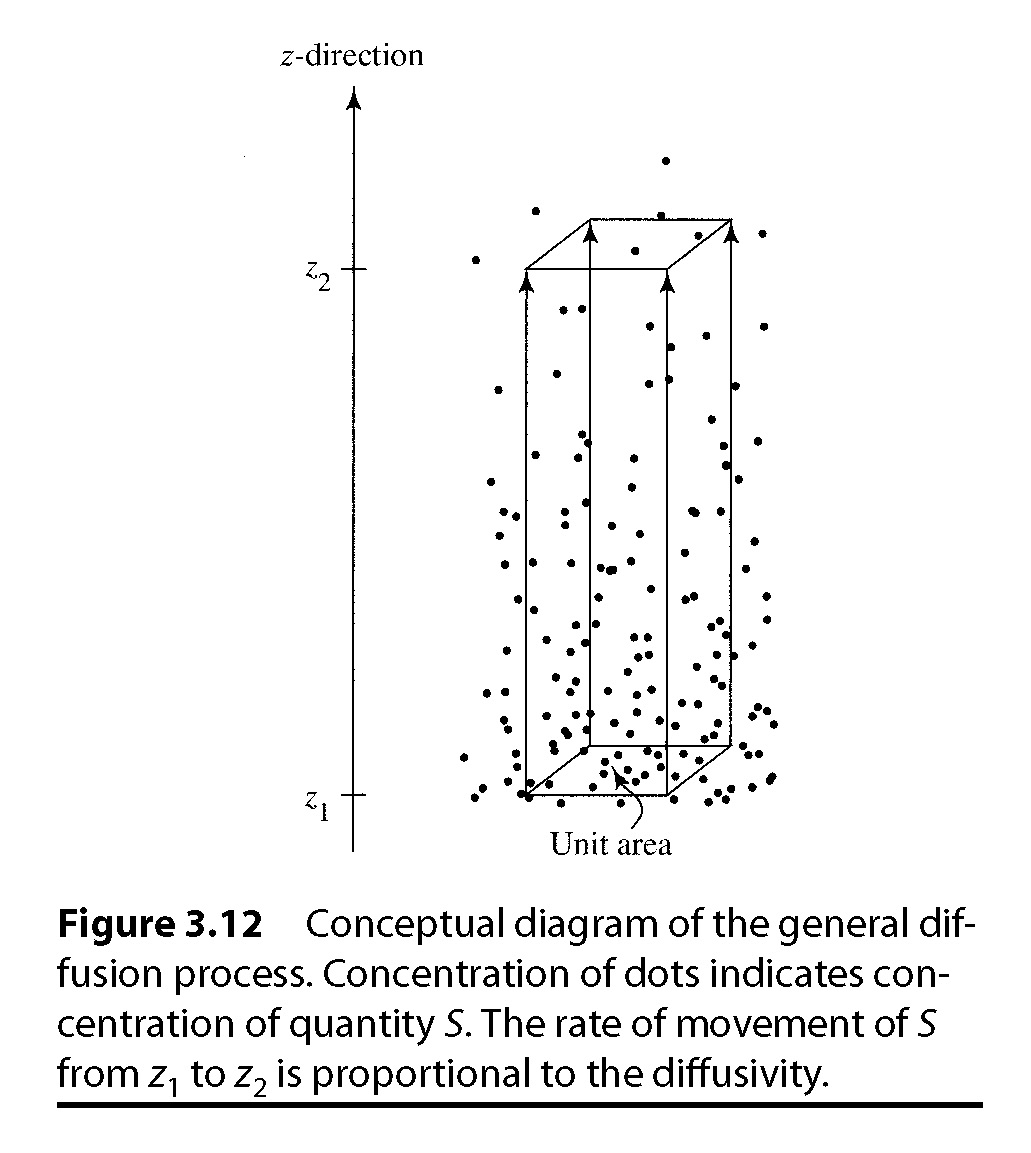 z-direction
z2
z1
Unit area
Figure 3.12 Conceptual diagram of the general dif-
fusion process. Concentration of dots indicates con-
centration of quantity S. The rate of movement of S
from z1 to z2 is proportional to the diffusivity.